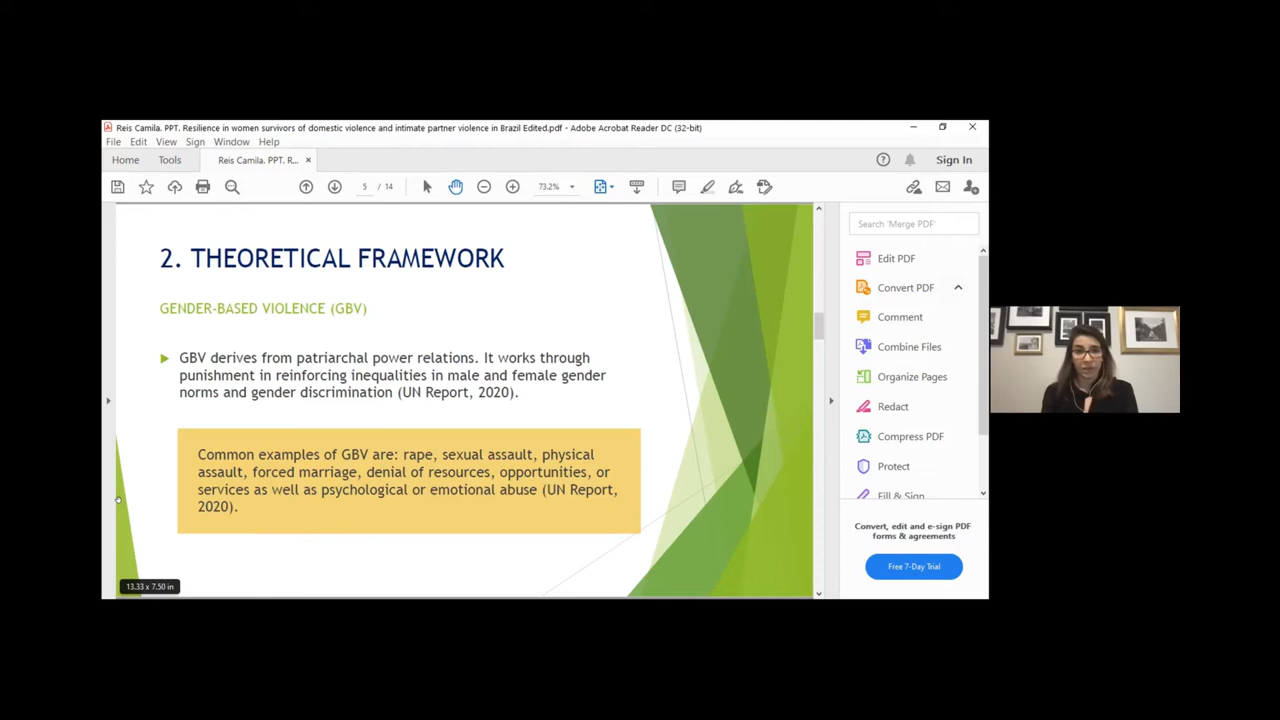 Reis Camila. PPT. Resilience in women survivors of domestic violence and intimate partner violence in Brazil Edited.pdf - Adobe Acrobat Reader DC (32-bit)
File Edit View Sign Window Help
Home Tools Reis Camila. PPT. R... × Sign In
5 / 14 73.2%
Search 'Merge PDF'
2. THEORETICAL FRAMEWORK
GENDER-BASED VIOLENCE (GBV)
GBV derives from patriarchal power relations. It works through
punishment in reinforcing inequalities in male and female gender
norms and gender discrimination (UN Report, 2020).
Common examples of GBV are: rape, sexual assault, physical
assault, forced marriage, denial of resources, opportunities, or
services as well as psychological or emotional abuse (UN Report,
2020).
13.33 x 7.50 in
Edit PDF
Convert PDF
Comment
Combine Files
Organize Pages
Redact
Compress PDF
Protect
Fill & Sign
Convert, edit and e-sign PDF
forms & agreements
Free 7-Day Trial